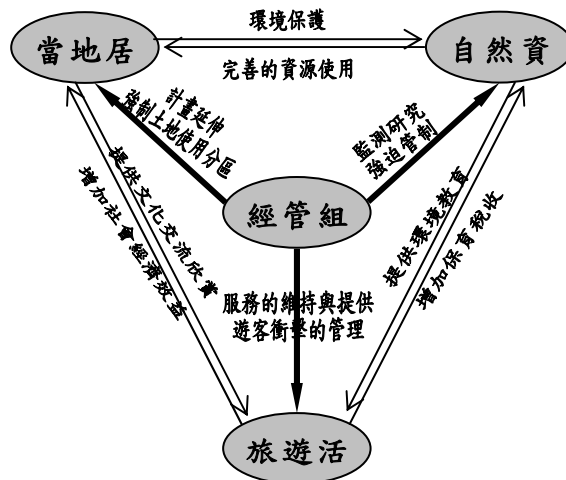 環境保護
當地居
自然資
完善的資源使用
計畫延伸
強制土地使用分區
監測研究
強迫管制
經管組
提供文化交流欣賞
增加社會經濟效益
提供環境教育
增加保育稅收
服務的維持與提供
遊客衝擊的管理
旅遊活